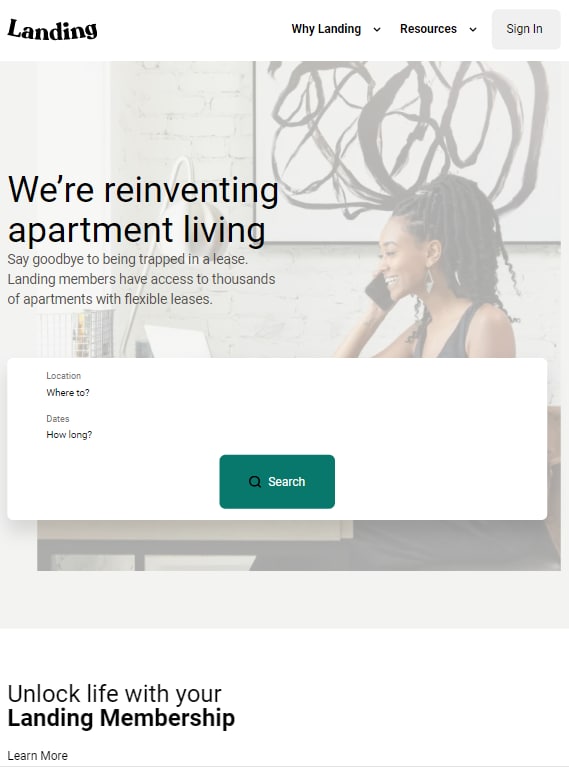 Landing
Why Landing
Resources
Sign In
We’re reinventing
apartment living
Say goodbye to being trapped in a lease.
Landing members have access to thousands
of apartments with flexible leases.
Location
Where to?
Dates
How long?
Search
Unlock life with your
Landing Membership
Learn More